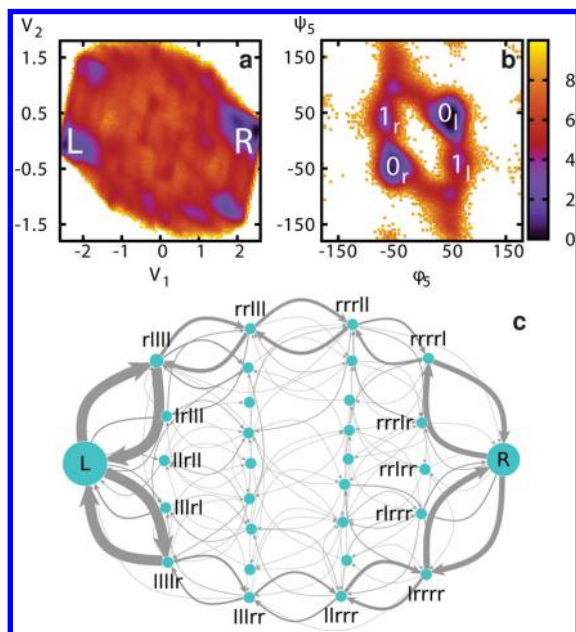 V₂
1.5
0.5
-0.5
-1.5
a
L
R
-2 -1 0 1 2
V₁
ψ₅
150
50
-50
-150
b
1ᵣ
0ₗ
0ᵣ
1ₗ
-180 -50 50 180
φ₅
8
6
4
2
0
c
rrlll
rrrll
rllll
rrrrl
lrlll
rrrlr
L
llrll
rrlrr
R
lllrl
rlrrr
llllr
lrrrr
lllrr
llrrr